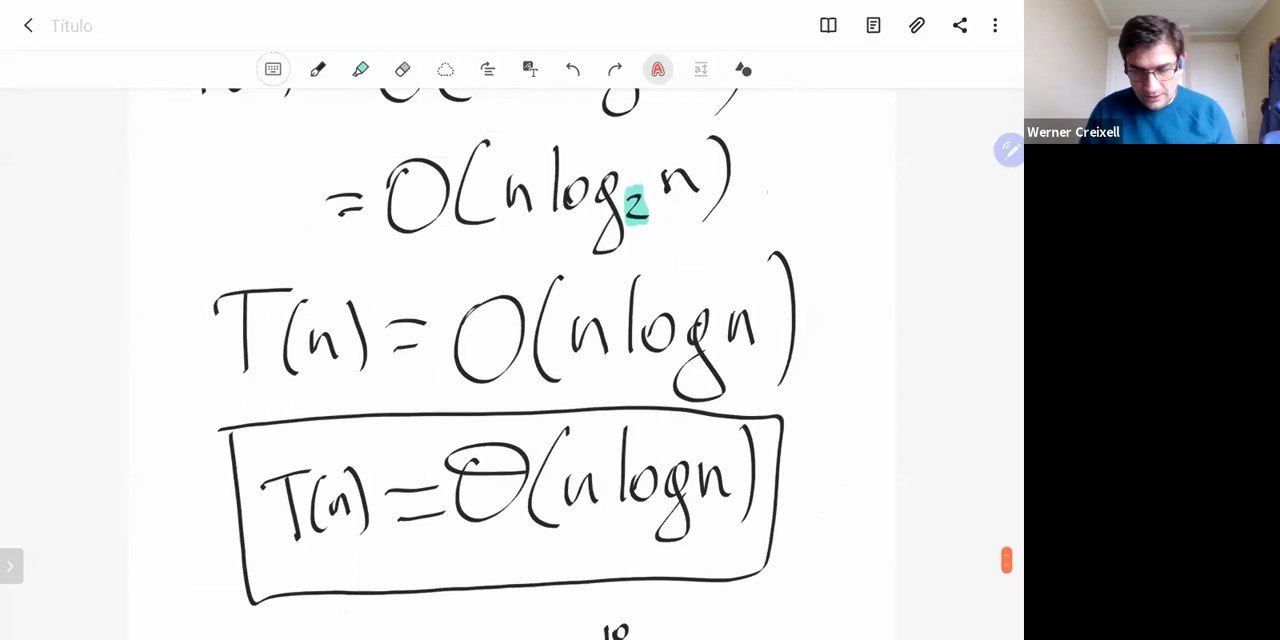 Título
Werner Creixell
= O(n log₂ n)
T(n) = O(n log n)
T(n) = Θ(n log n)